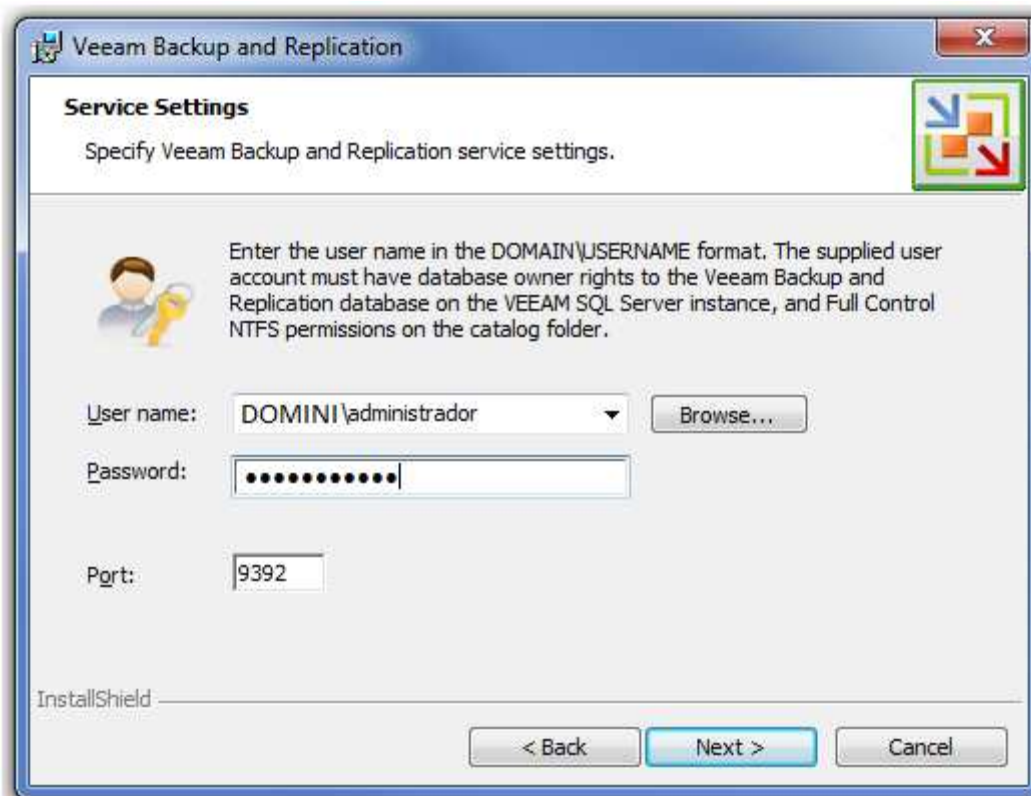 Veeam Backup and Replication
Service Settings
Specify Veeam Backup and Replication service settings.
Enter the user name in the DOMAIN\USERNAME format. The supplied user
account must have database owner rights to the Veeam Backup and
Replication database on the VEEAM SQL Server instance, and Full Control
NTFS permissions on the catalog folder.
User name: DOMINI\administrador Browse...
Password: •••••••••••
Port: 9392
InstallShield
< Back Next > Cancel